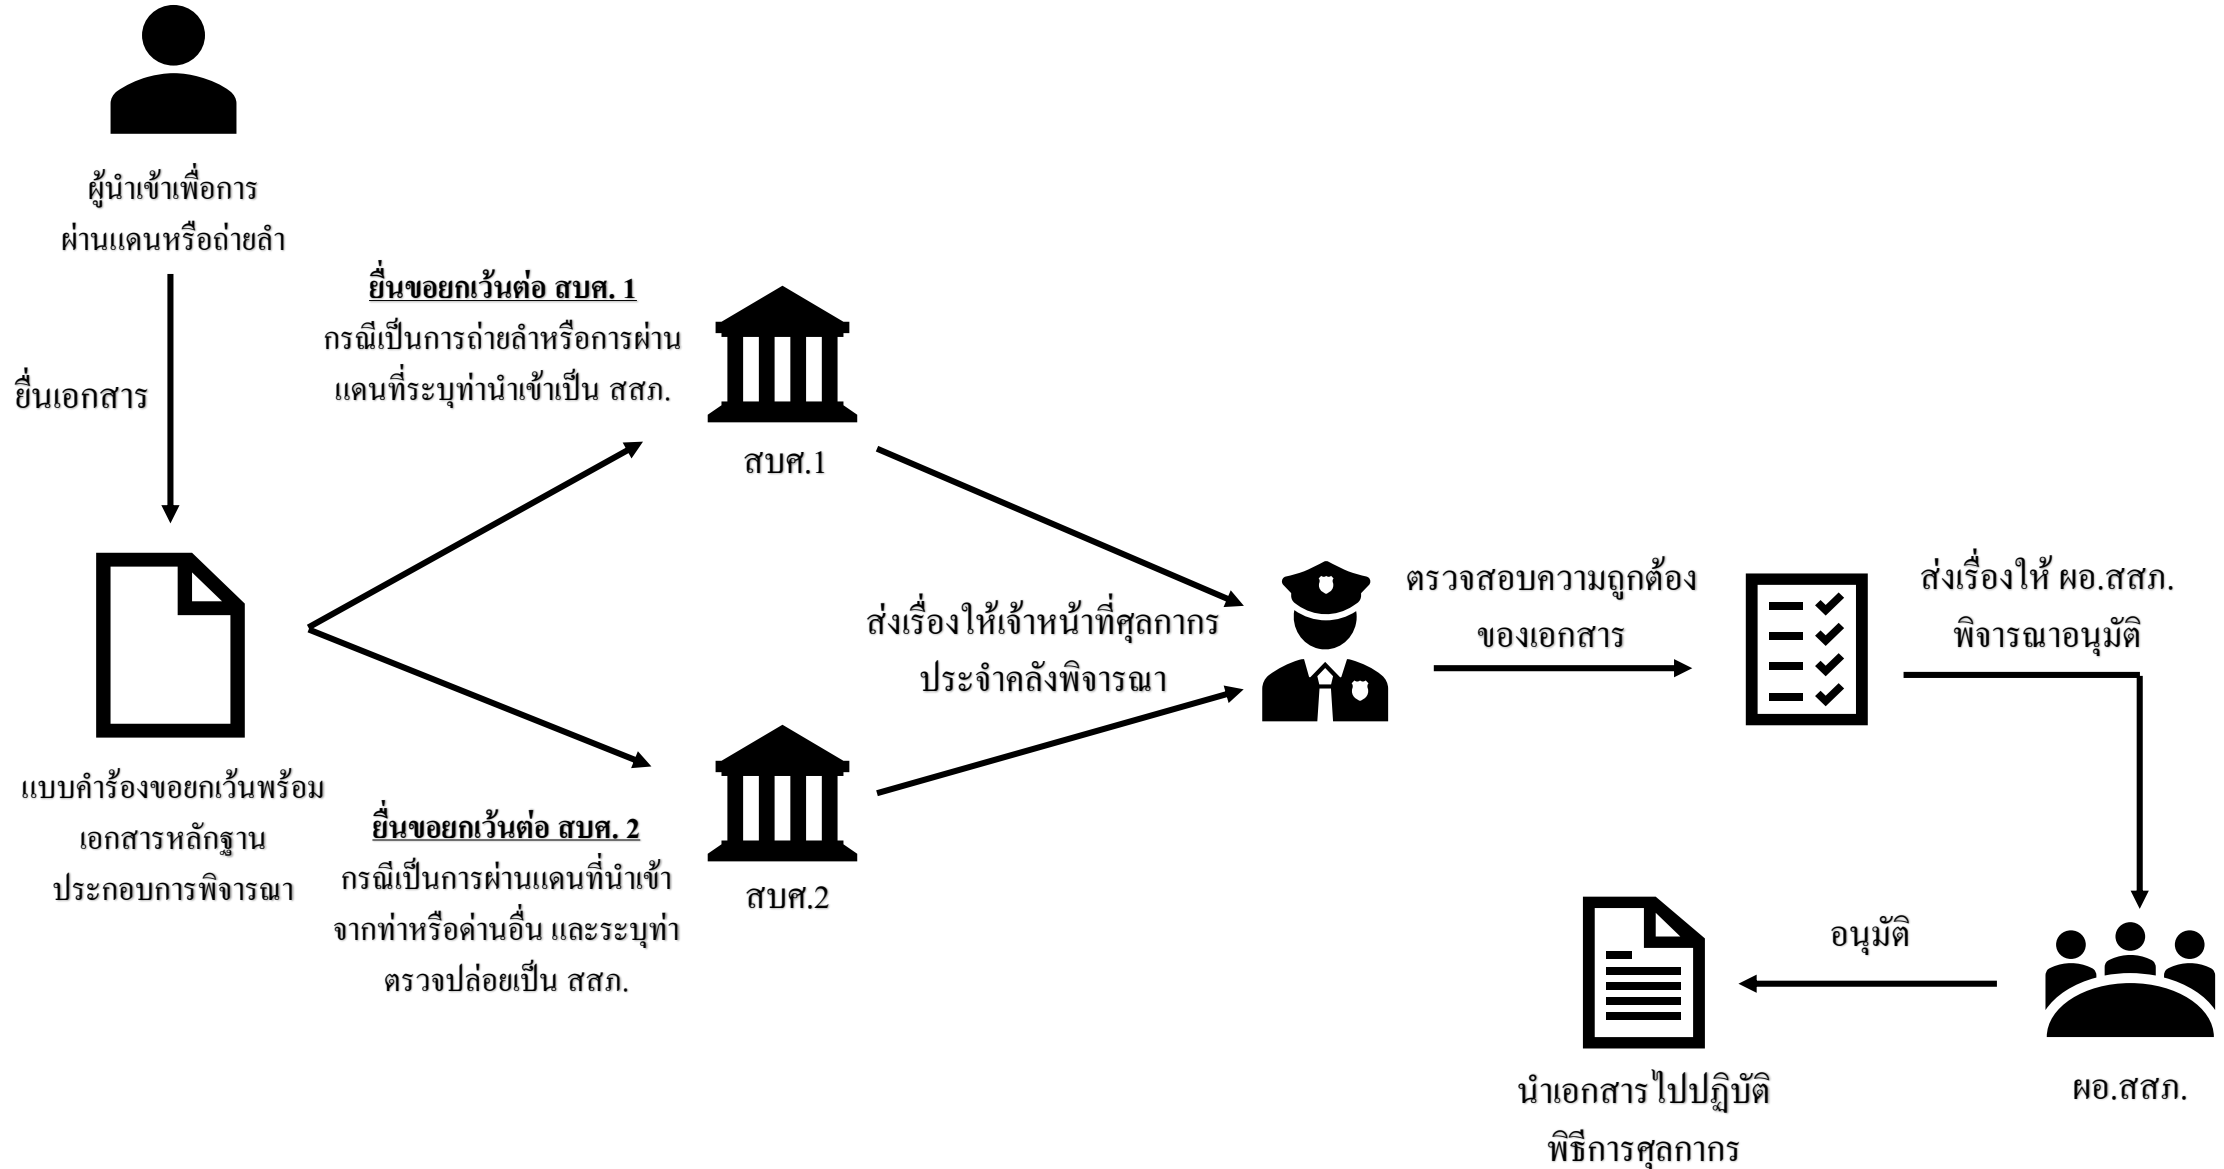 ผู้นำเข้าเพื่อการ
ผ่านแดนหรือถ่ายลำ
ยื่นเอกสาร
แบบคำร้องขอยกเว้นพร้อม
เอกสารหลักฐาน
ประกอบการพิจารณา
ยื่นขอยกเว้นต่อ สบศ. 1
กรณีเป็นการถ่ายลำหรือการผ่าน
แดนที่ระบุท่านำเข้าเป็น สสภ.
สบศ.1
ยื่นขอยกเว้นต่อ สบศ. 2
กรณีเป็นการผ่านแดนที่นำเข้า
จากท่าหรือด่านอื่น และระบุท่า
ตรวจปล่อยเป็น สสภ.
สบศ.2
ส่งเรื่องให้เจ้าหน้าที่ศุลกากร
ประจำคลังพิจารณา
ตรวจสอบความถูกต้อง
ของเอกสาร
ส่งเรื่องให้ ผอ.สสภ.
พิจารณาอนุมัติ
ผอ.สสภ.
อนุมัติ
นำเอกสารไปปฏิบัติ
พิธีการศุลกากร